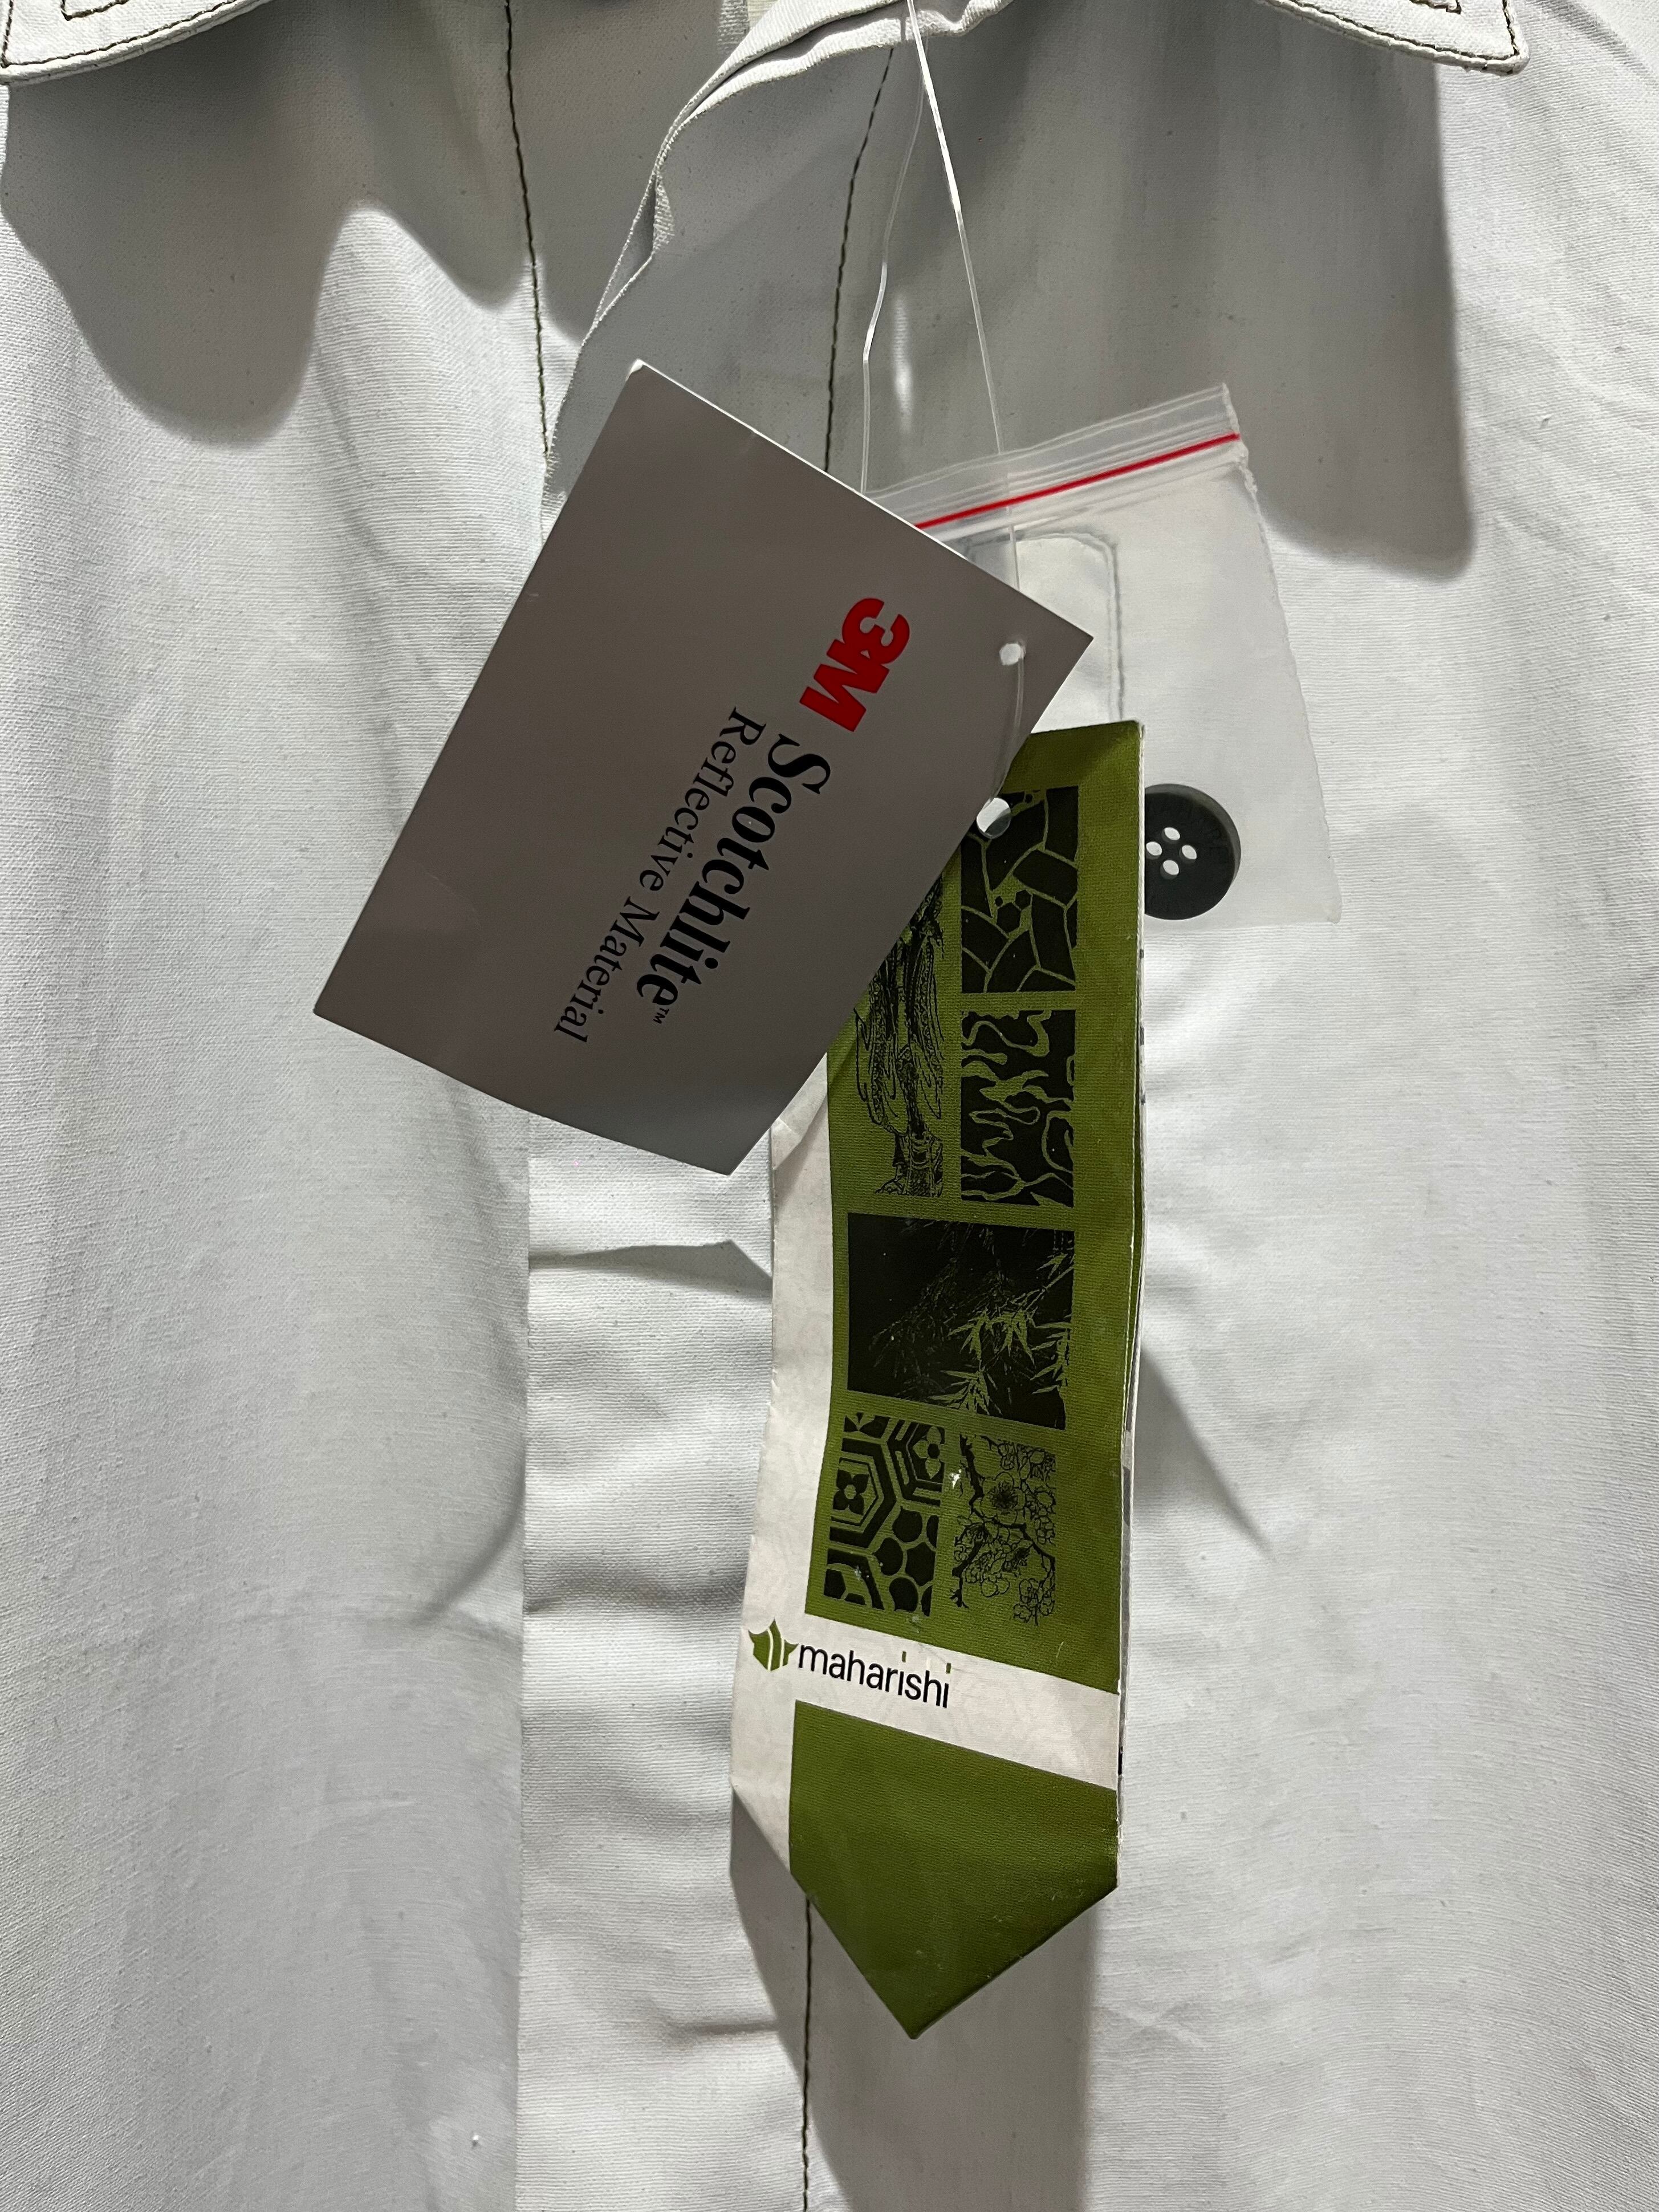 3M
Scotchlite™
Reflective Material
maharishi